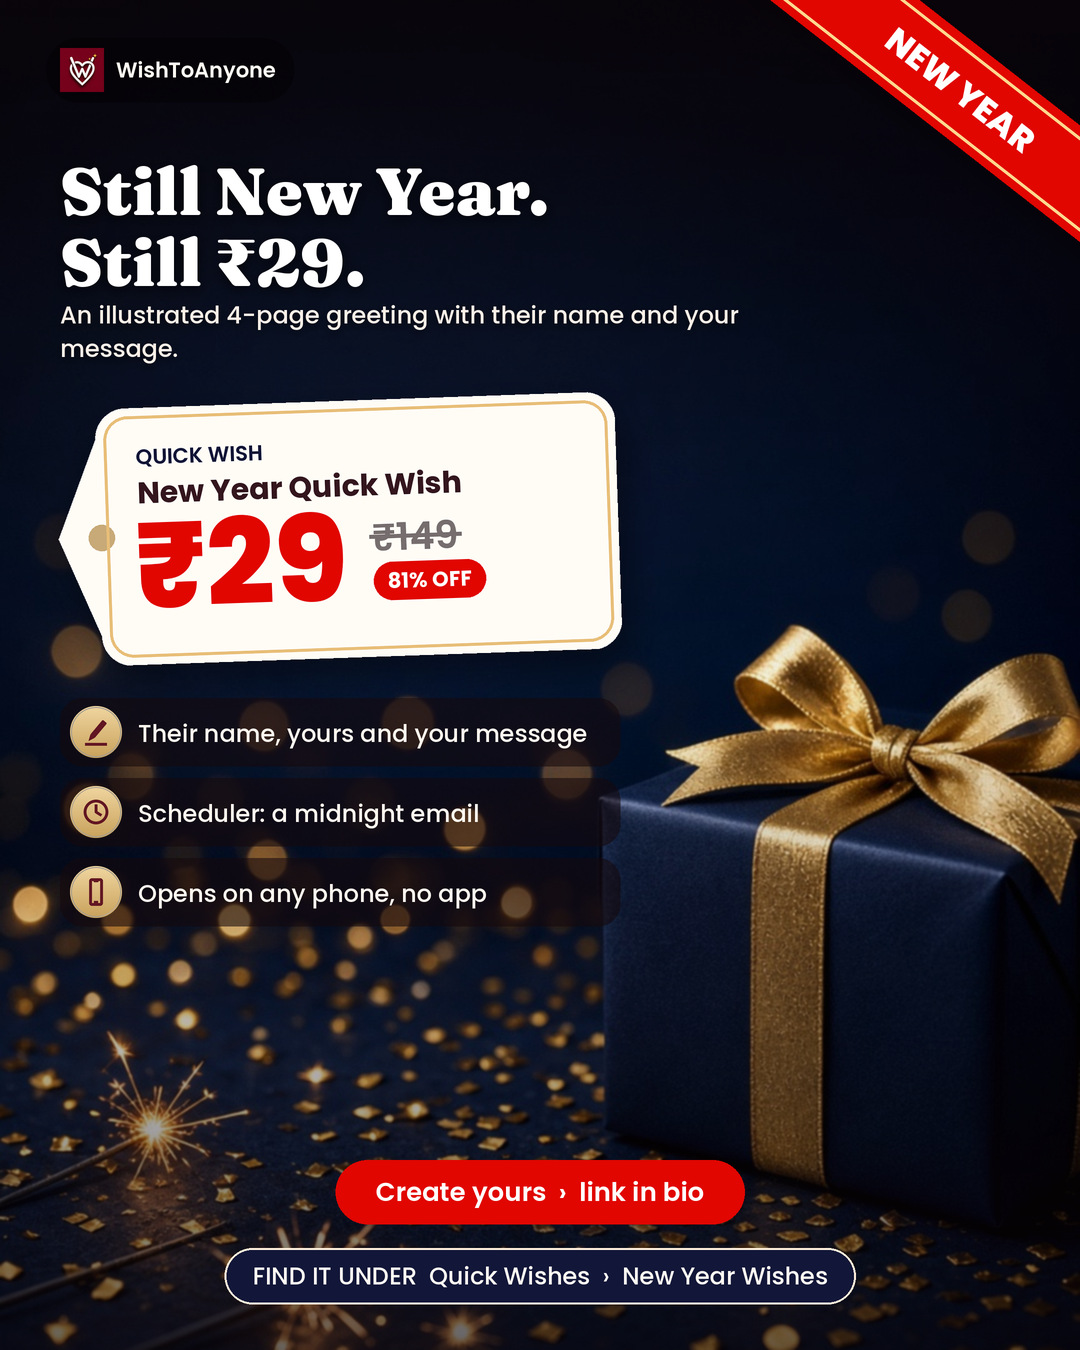 WishToAnyone
NEW YEAR
Still New Year.
Still ₹29.
An illustrated 4-page greeting with their name and your
message.
QUICK WISH
New Year Quick Wish
₹29 ₹149
81% OFF
Their name, yours and your message
Scheduler: a midnight email
Opens on any phone, no app
Create yours › link in bio
FIND IT UNDER Quick Wishes › New Year Wishes